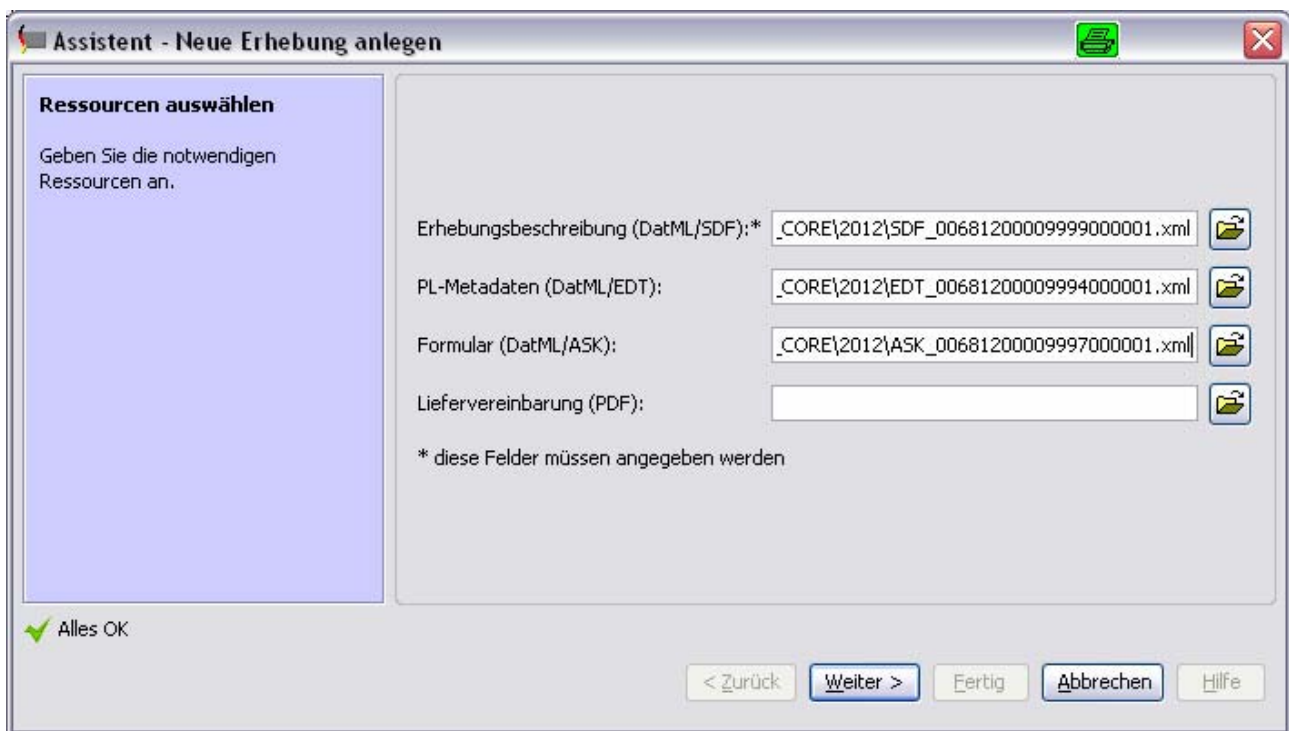 Assistent - Neue Erhebung anlegen
Ressourcen auswählen
Geben Sie die notwendigen
Ressourcen an.
Erhebungsbeschreibung (DatML/SDF):* _CORE\2012\SDF_00681200009999000001.xml
PL-Metadaten (DatML/EDT): _CORE\2012\EDT_00681200009994000001.xml
Formular (DatML/ASK): _CORE\2012\ASK_00681200009997000001.xml
Liefervereinbarung (PDF):
* diese Felder müssen angegeben werden
Alles OK
< Zurück Weiter > Fertig Abbrechen Hilfe